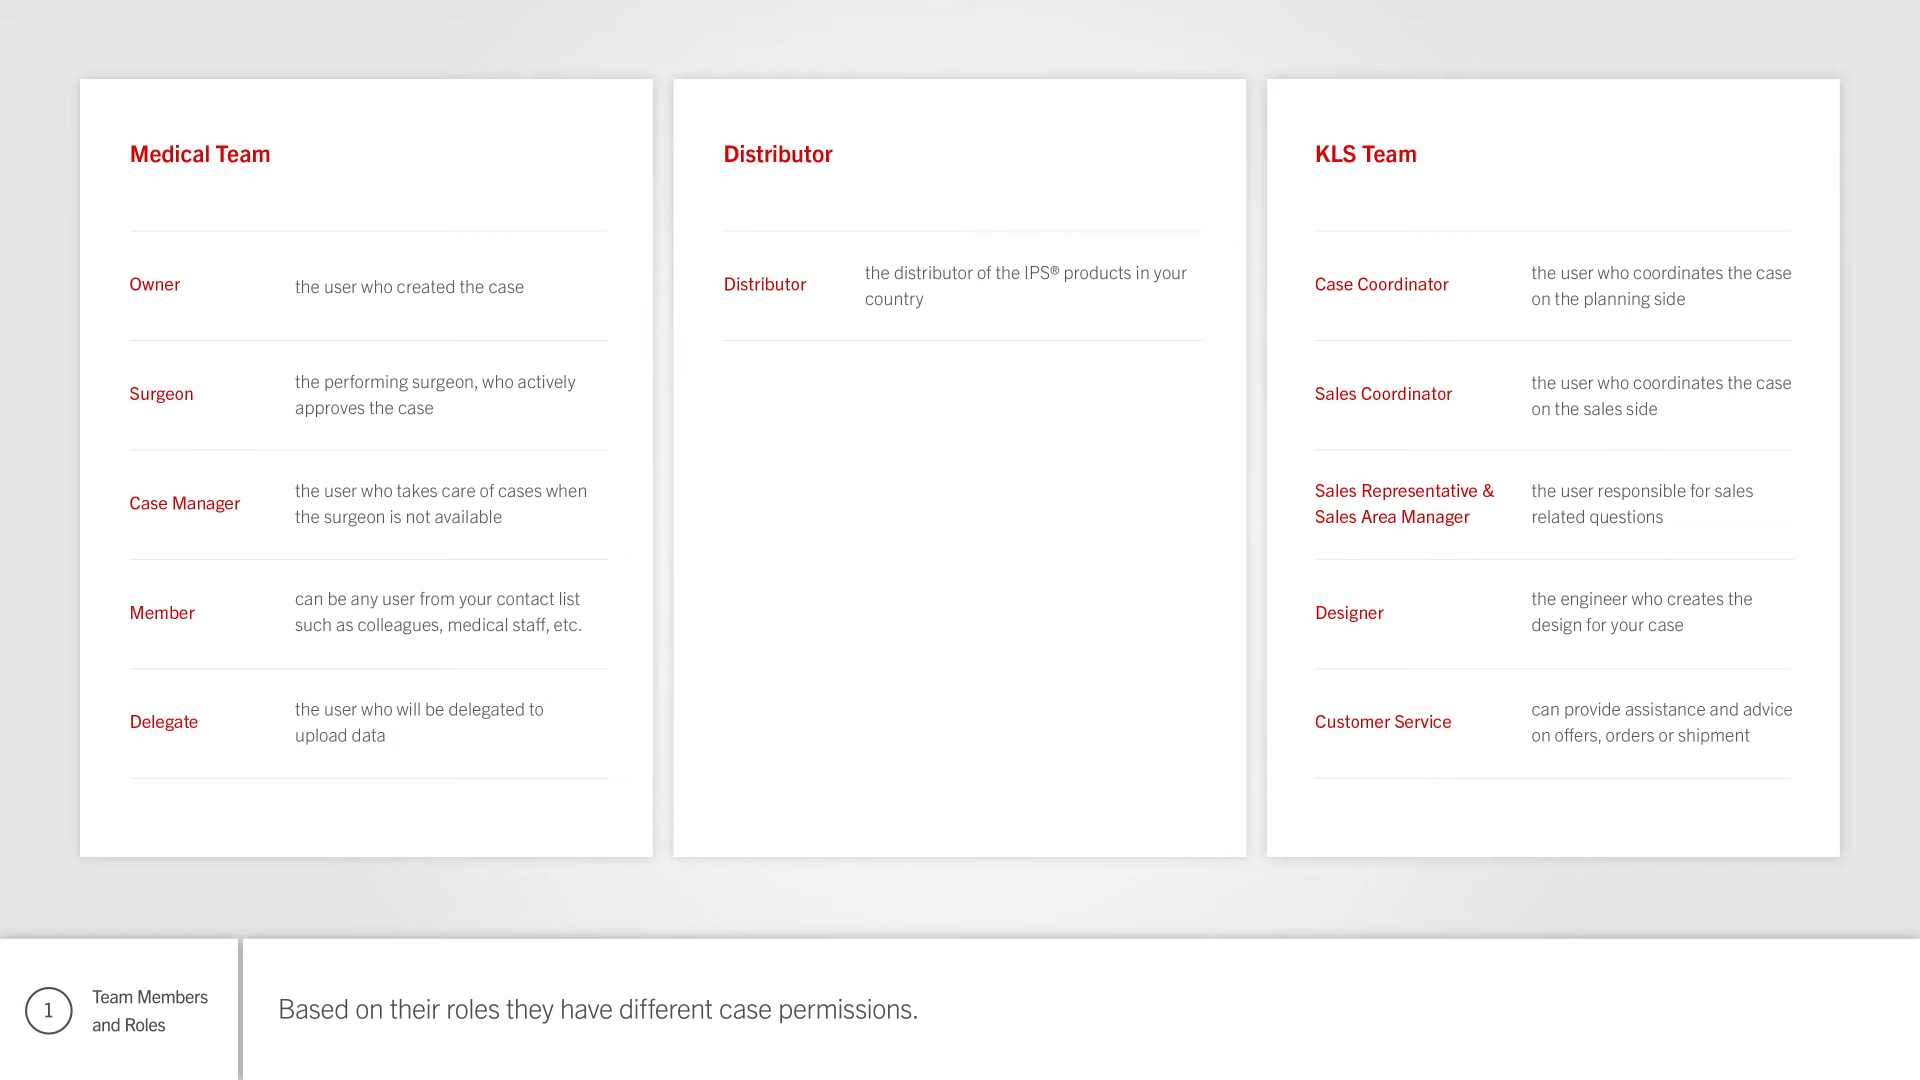 Medical Team
Owner
the user who created the case
Surgeon
the performing surgeon, who actively
approves the case
Case Manager
the user who takes care of cases when
the surgeon is not available
Member
can be any user from your contact list
such as colleagues, medical staff, etc.
Delegate
the user who will be delegated to
upload data
Distributor
Distributor
the distributor of the IPS® products in your
country
KLS Team
Case Coordinator
the user who coordinates the case
on the planning side
Sales Coordinator
the user who coordinates the case
on the sales side
Sales Representative &
Sales Area Manager
the user responsible for sales
related questions
Designer
the engineer who creates the
design for your case
Customer Service
can provide assistance and advice
on offers, orders or shipment
1
Team Members
and Roles
Based on their roles they have different case permissions.